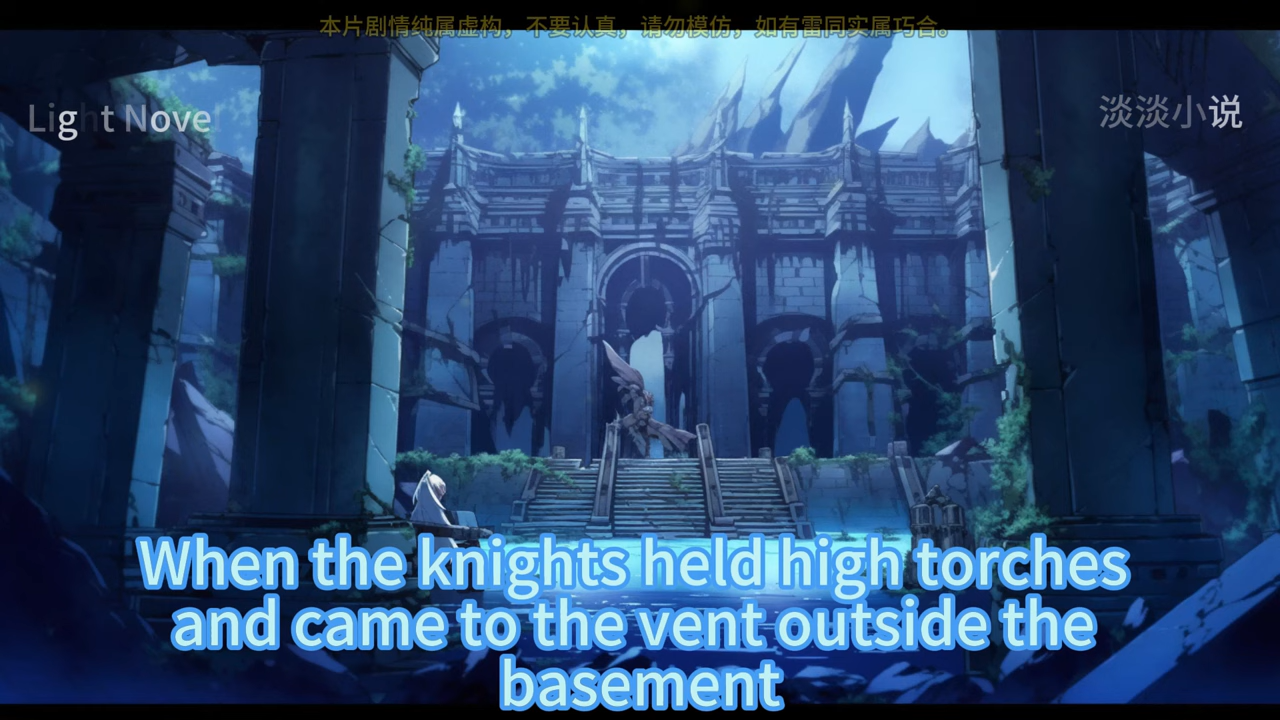 本片剧情纯属虚构，不要认真，请勿模仿，如有雷同实属巧合。
Light Nove
淡淡小说
When the knights held high torches
and came to the vent outside the
basement